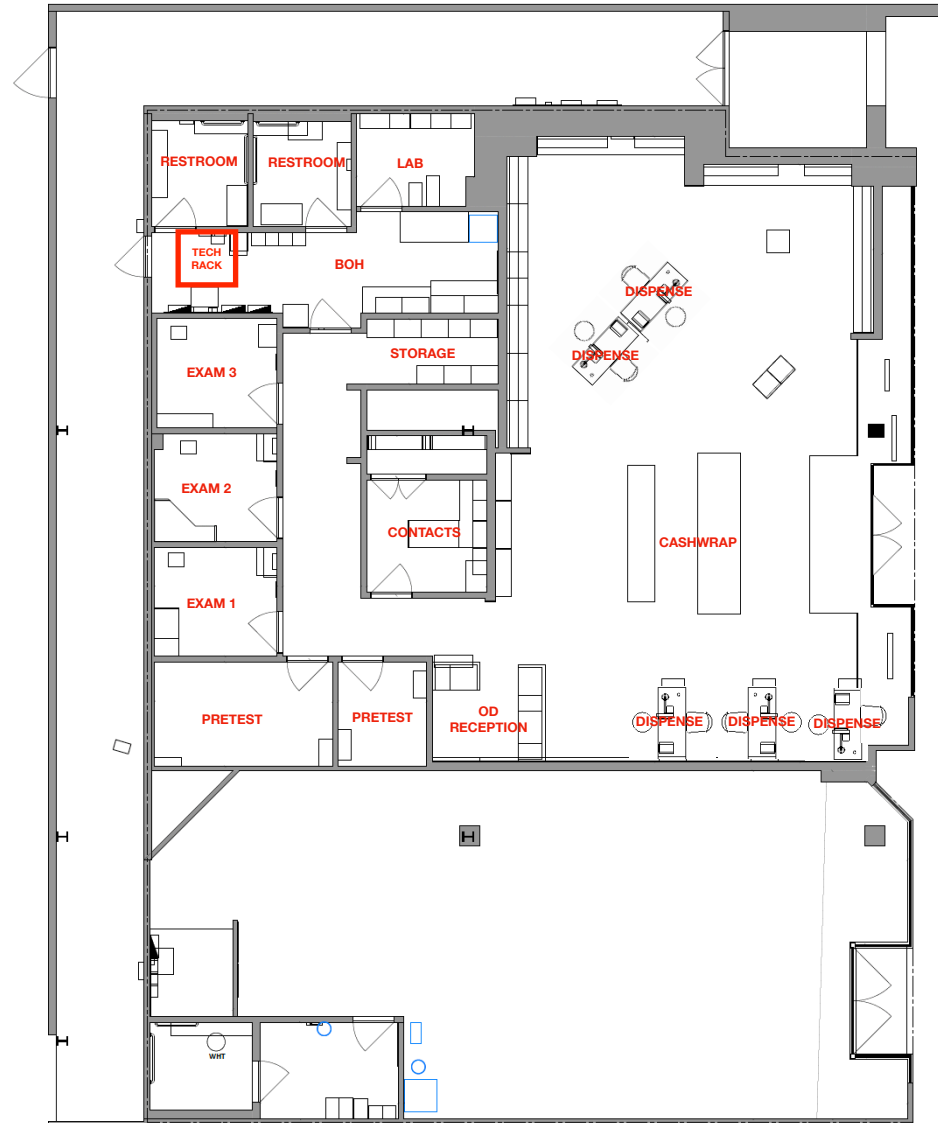 RESTROOM
RESTROOM
LAB
TECH
RACK
BOH
DISPENSE
DISPENSE
STORAGE
EXAM 3
EXAM 2
CONTACTS
CASHWRAP
EXAM 1
PRETEST
PRETEST
OD
RECEPTION
DISPENSE
DISPENSE
DISPENSE
WHT